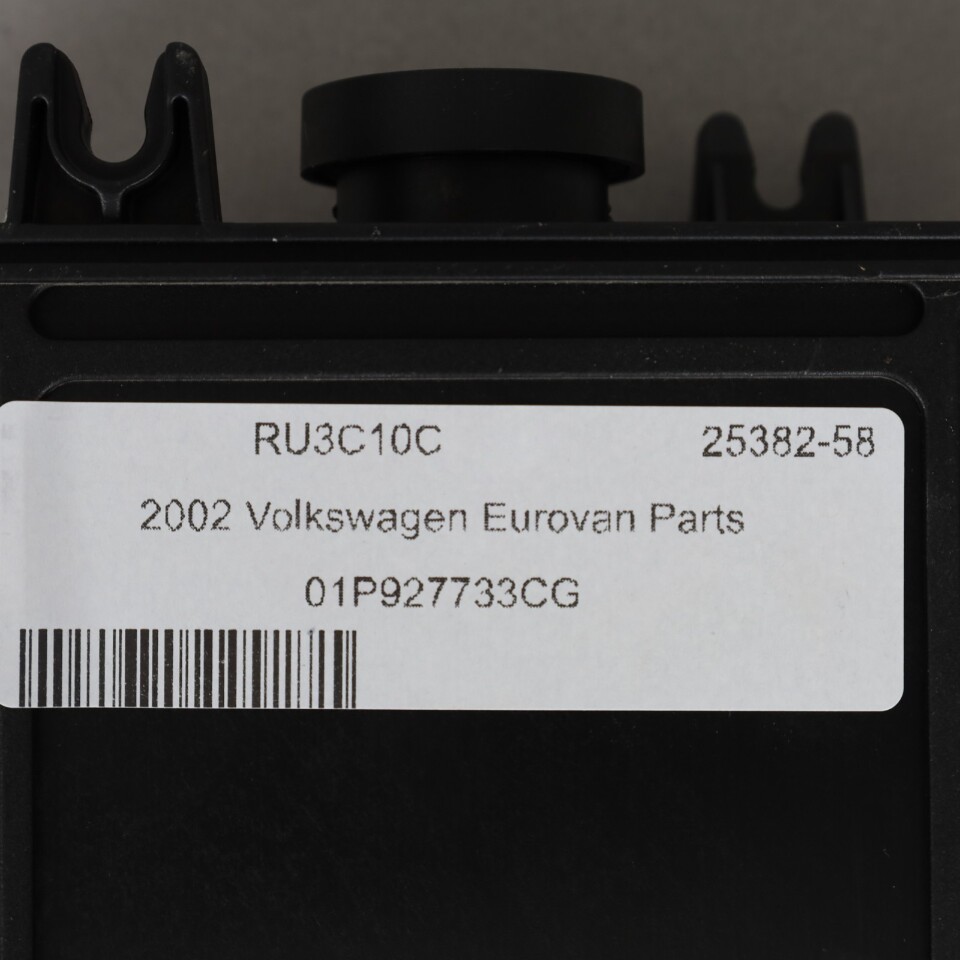 RU3C10C 25382-58
2002 Volkswagen Eurovan Parts
01P927733CG